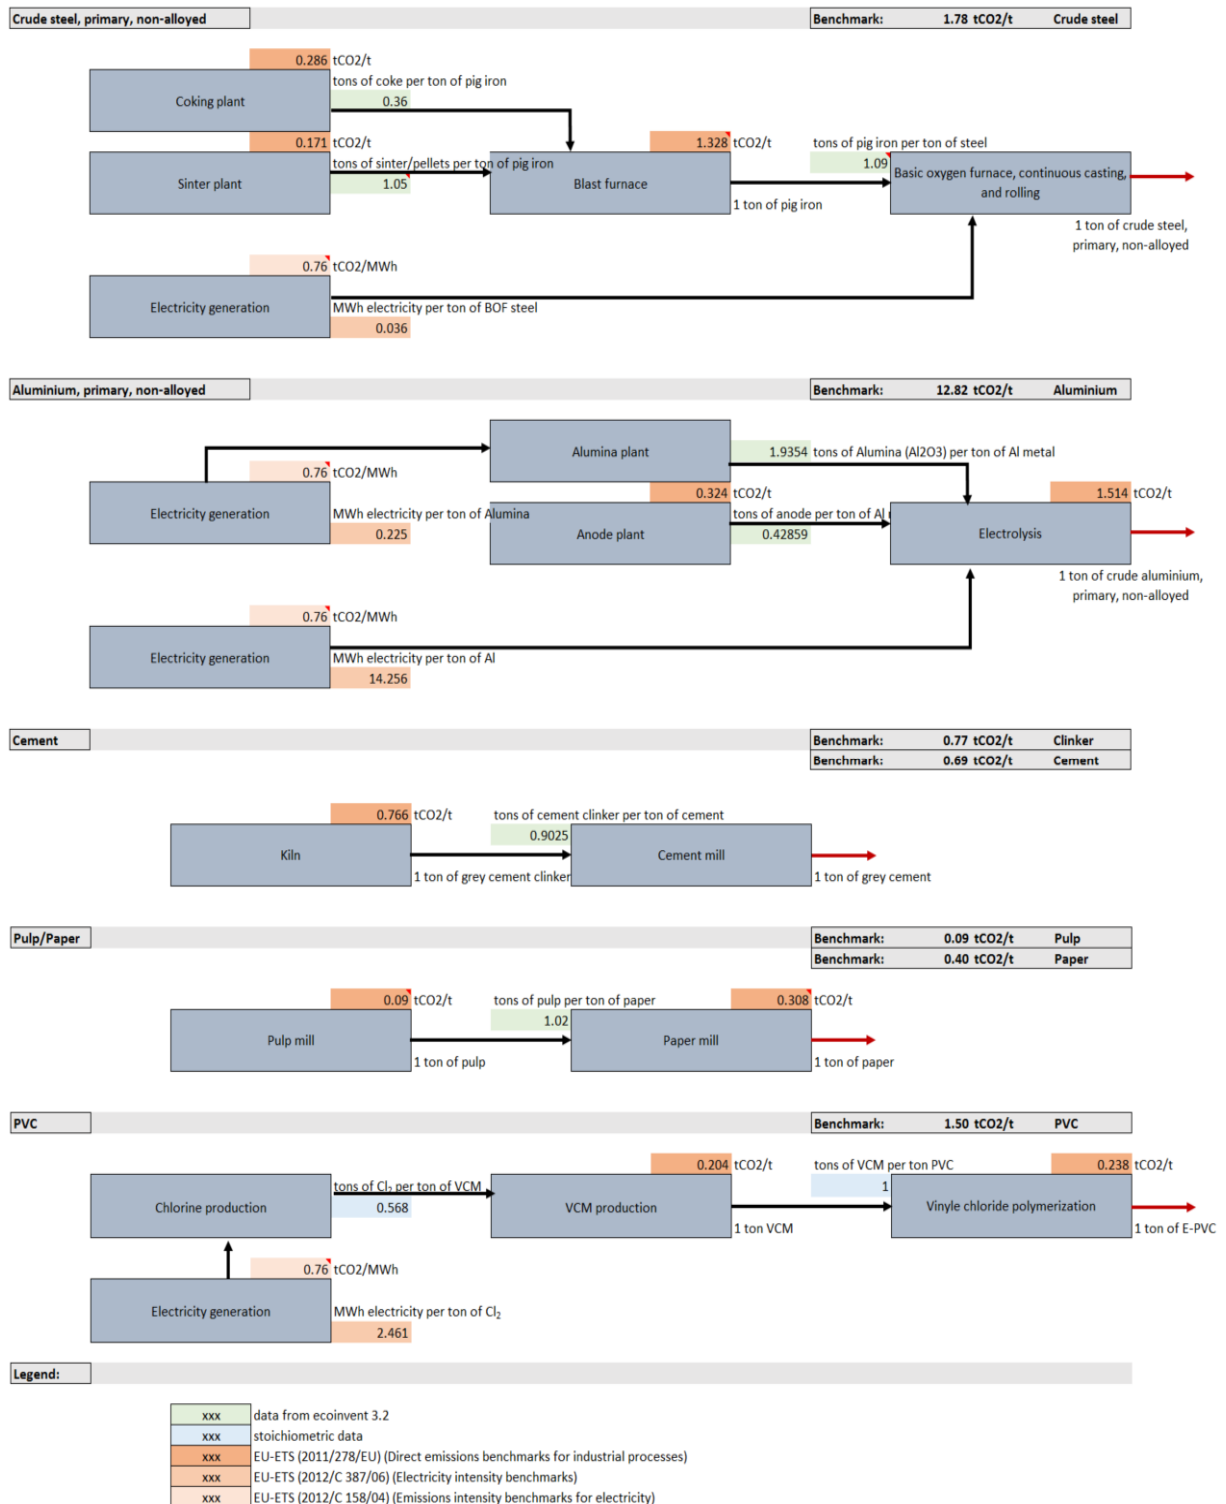 Crude steel, primary, non-alloyed Benchmark: 1.78 tCO2/t Crude steel
0.286 tCO2/t
Coking plant
tons of coke per ton of pig iron
0.36
0.171 tCO2/t
Sinter plant
tons of sinter/pellets per ton of pig iron
1.05
1.328 tCO2/t
Blast furnace
1 ton of pig iron
tons of pig iron per ton of steel
1.09
Basic oxygen furnace, continuous casting,
and rolling
1 ton of crude steel,
primary, non-alloyed
0.76 tCO2/MWh
Electricity generation
MWh electricity per ton of BOF steel
0.036
Aluminium, primary, non-alloyed Benchmark: 12.82 tCO2/t Aluminium
Alumina plant
1.9354 tons of Alumina (Al2O3) per ton of Al metal
0.76 tCO2/MWh
Electricity generation
MWh electricity per ton of Alumina
0.225
0.324 tCO2/t
Anode plant
tons of anode per ton of Al
0.42859
1.514 tCO2/t
Electrolysis
1 ton of crude aluminium,
primary, non-alloyed
0.76 tCO2/MWh
Electricity generation
MWh electricity per ton of Al
14.256
Cement Benchmark: 0.77 tCO2/t Clinker
Benchmark: 0.69 tCO2/t Cement
0.766 tCO2/t
Kiln
1 ton of grey cement clinker
tons of cement clinker per ton of cement
0.9025
Cement mill
1 ton of grey cement
Pulp/Paper Benchmark: 0.09 tCO2/t Pulp
Benchmark: 0.40 tCO2/t Paper
0.09 tCO2/t
Pulp mill
1 ton of pulp
tons of pulp per ton of paper
1.02
0.308 tCO2/t
Paper mill
1 ton of paper
PVC Benchmark: 1.50 tCO2/t PVC
Chlorine production
tons of Cl₂ per ton of VCM
0.568
0.204 tCO2/t
VCM production
1 ton VCM
tons of VCM per ton PVC
1
0.238 tCO2/t
Vinyle chloride polymerization
1 ton of E-PVC
0.76 tCO2/MWh
Electricity generation
MWh electricity per ton of Cl₂
2.461
Legend:
xxx data from ecoinvent 3.2
xxx stoichiometric data
xxx EU-ETS (2011/278/EU) (Direct emissions benchmarks for industrial processes)
xxx EU-ETS (2012/C 387/06) (Electricity intensity benchmarks)
xxx EU-ETS (2012/C 158/04) (Emissions intensity benchmarks for electricity)